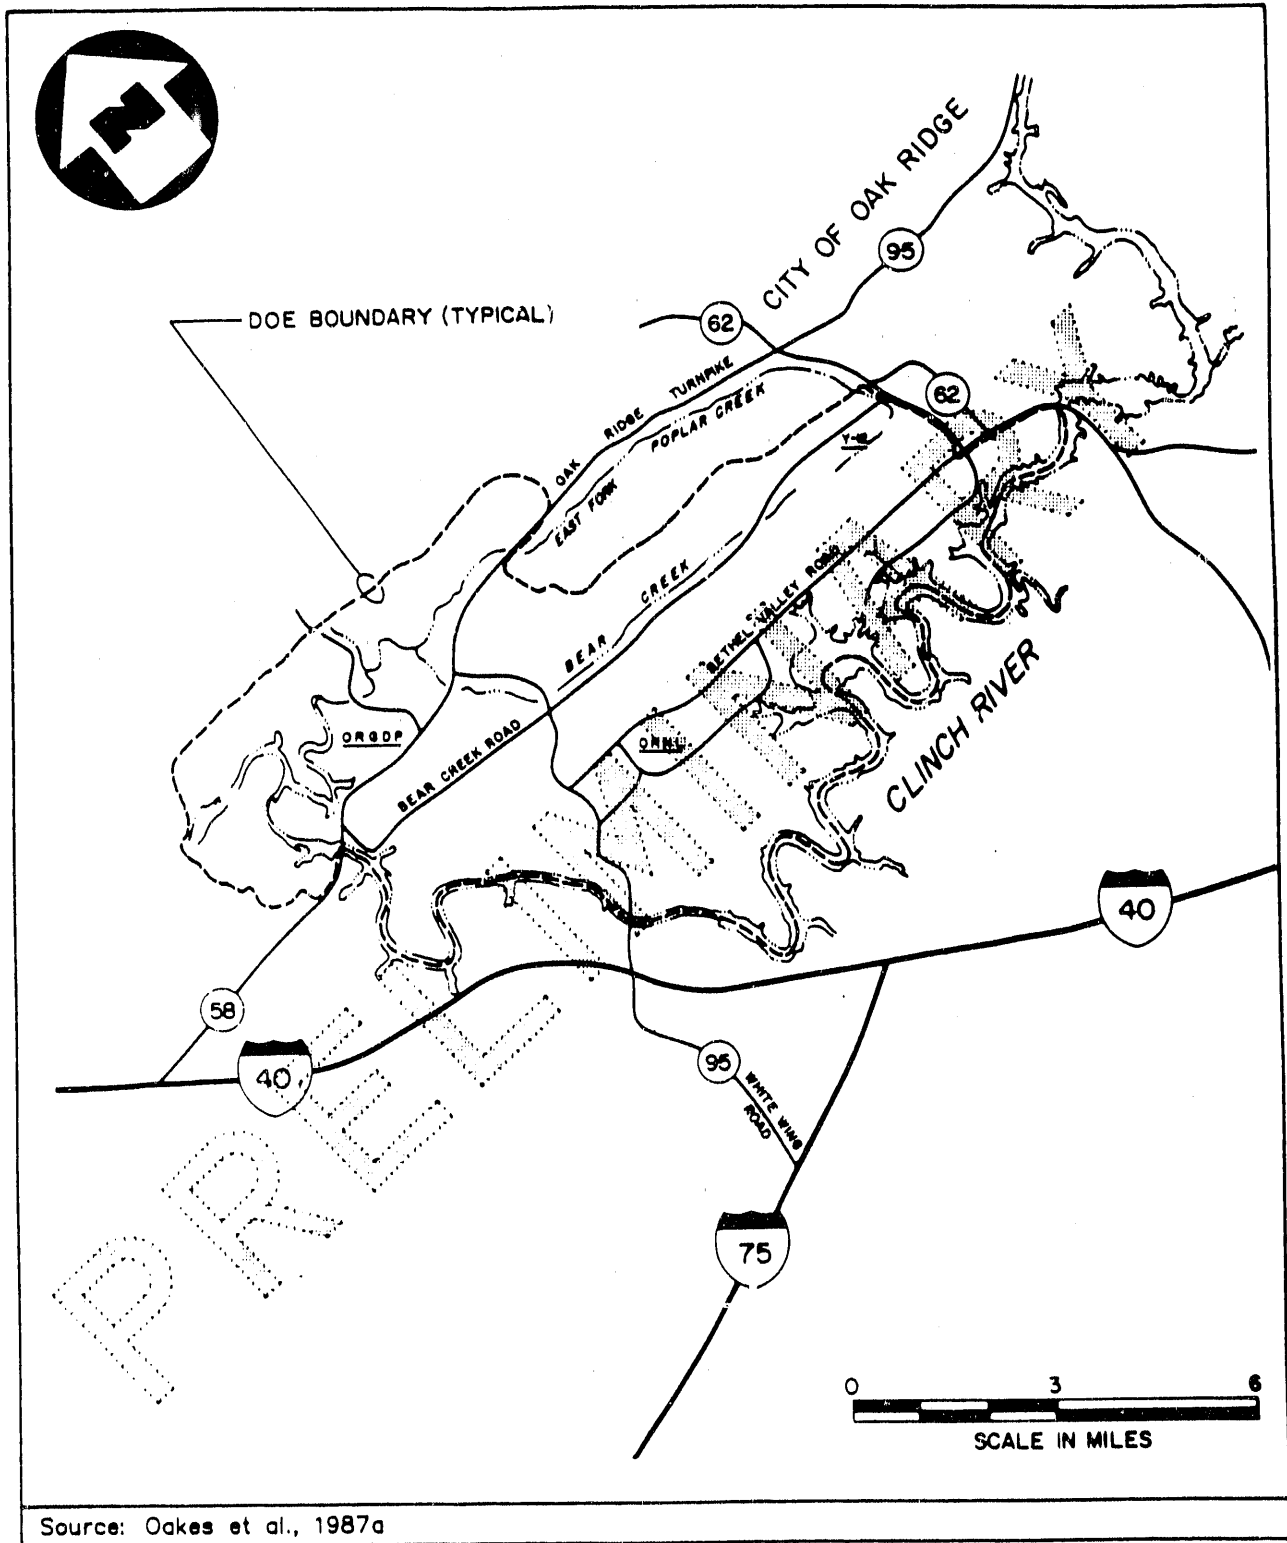 N
CITY OF OAK RIDGE
95
DOE BOUNDARY (TYPICAL)
62
OAK RIDGE TURNPIKE
EAST FORK POPLAR CREEK
62
Y-12
BEAR CREEK
BETHEL VALLEY ROAD
CLINCH RIVER
ORGDP
BEAR CREEK ROAD
ORNL
40
58
40
95
WHITE WING
ROAD
75
PRELIMINARY
0 3 6
SCALE IN MILES
Source: Oakes et al., 1987a